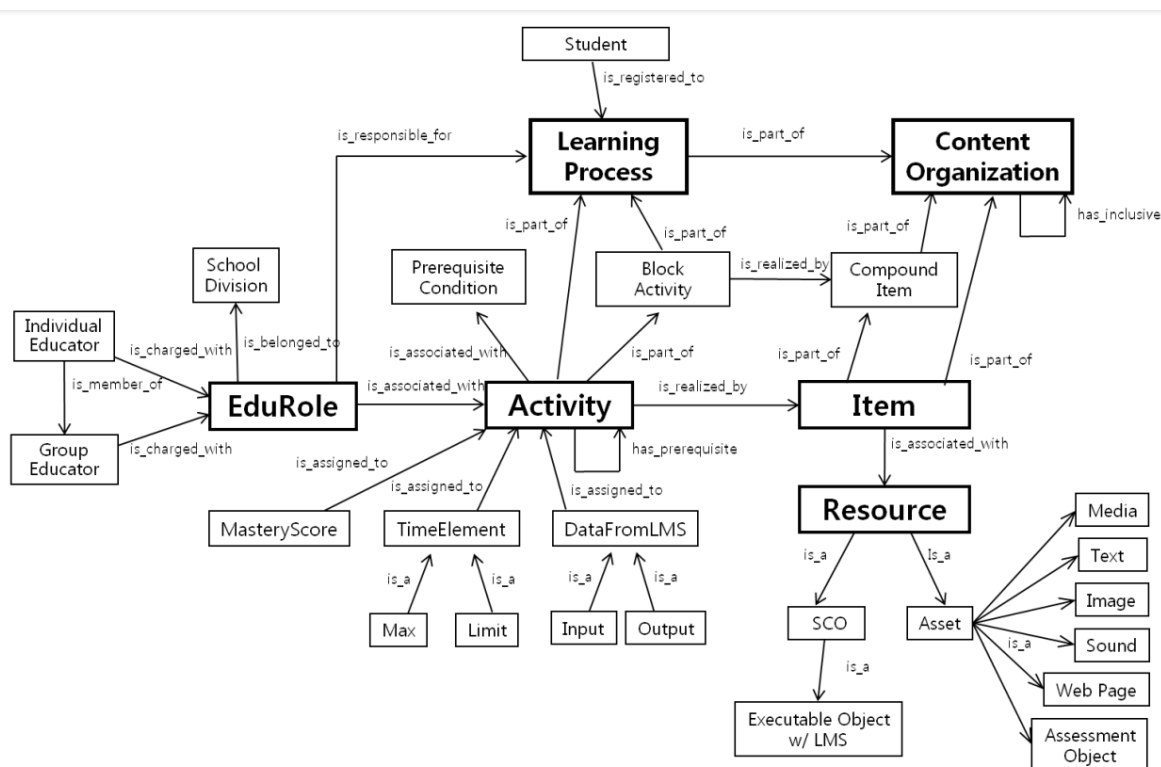 Student
is_registered_to
is_responsible_for
Learning
Process
is_part_of
Content
Organization
has_inclusive
is_part_of
is_part_of
is_part_of
School
Division
Prerequisite
Condition
Block
Activity
is_realized_by
Compound
Item
Individual
Educator
is_charged_with
is_belonged_to
is_associated_with
is_part_of
is_part_of
is_part_of
is_member_of
EduRole
is_associated_with
Activity
is_realized_by
Item
Group
Educator
is_charged_with
is_assigned_to
has_prerequisite
is_associated_with
is_assigned_to
is_assigned_to
MasteryScore
TimeElement
DataFromLMS
Resource
Media
is_a
is_a
is_a
is_a
is_a
Is_a
Text
Max
Limit
Input
Output
SCO
Asset
Image
is_a
Sound
is_a
Web Page
Executable Object
w/ LMS
Assessment
Object